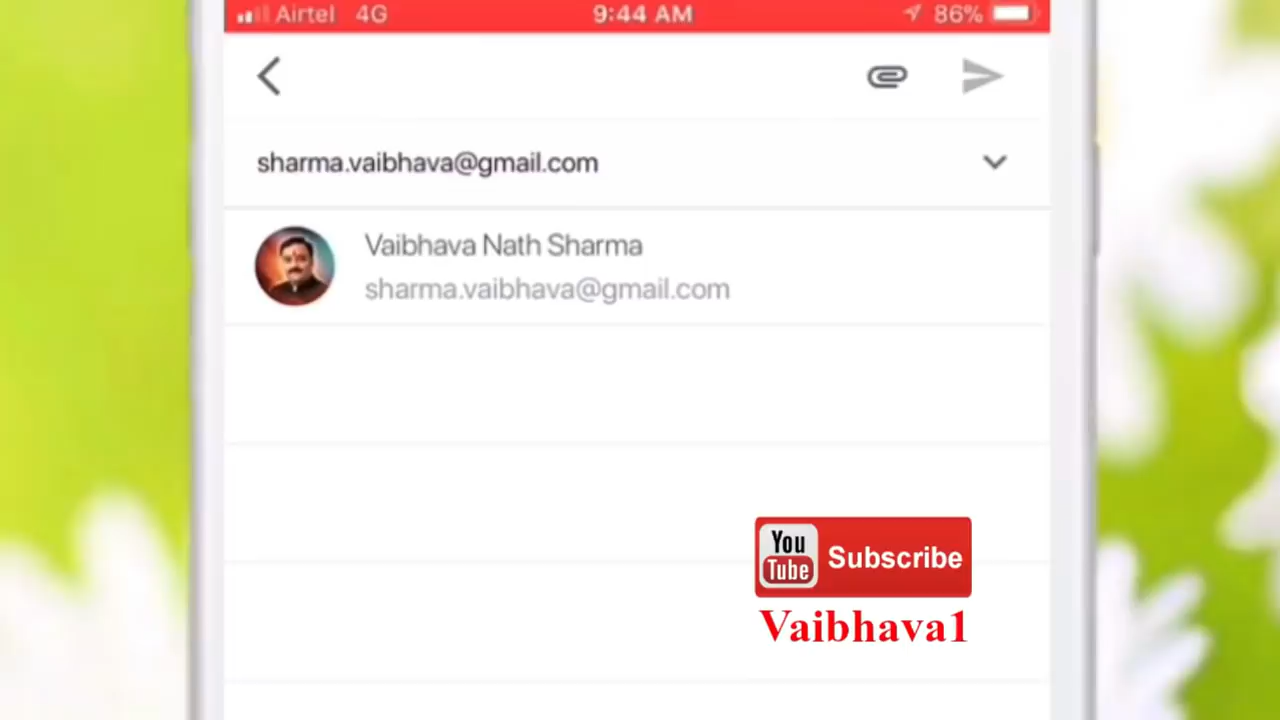 Airtel 4G 9:44 AM 86%
sharma.vaibhava@gmail.com
Vaibhava Nath Sharma
sharma.vaibhava@gmail.com
You
Tube
Subscribe
Vaibhava1